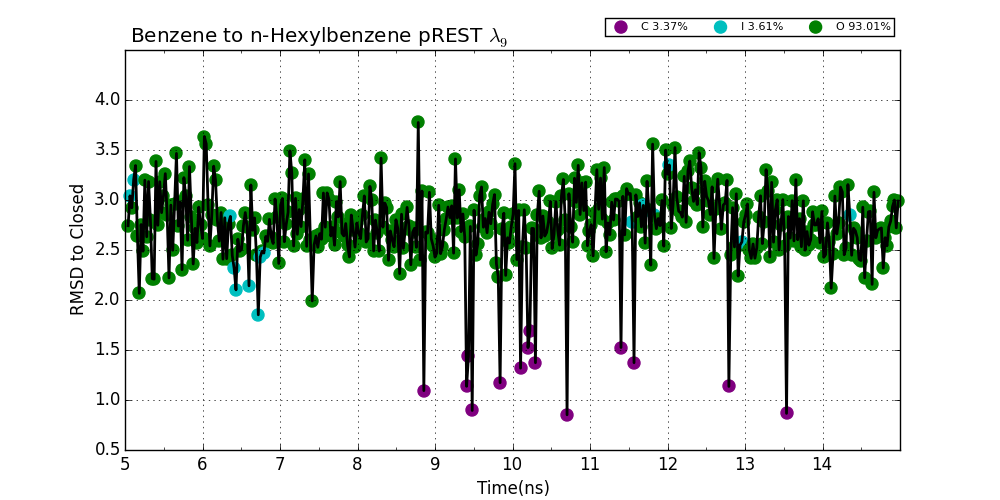 Benzene to n-Hexylbenzene pREST λ₉
C 3.37% I 3.61% O 93.01%
4.0
3.5
3.0
2.5
2.0
1.5
1.0
0.5
RMSD to Closed
5 6 7 8 9 10 11 12 13 14
Time(ns)